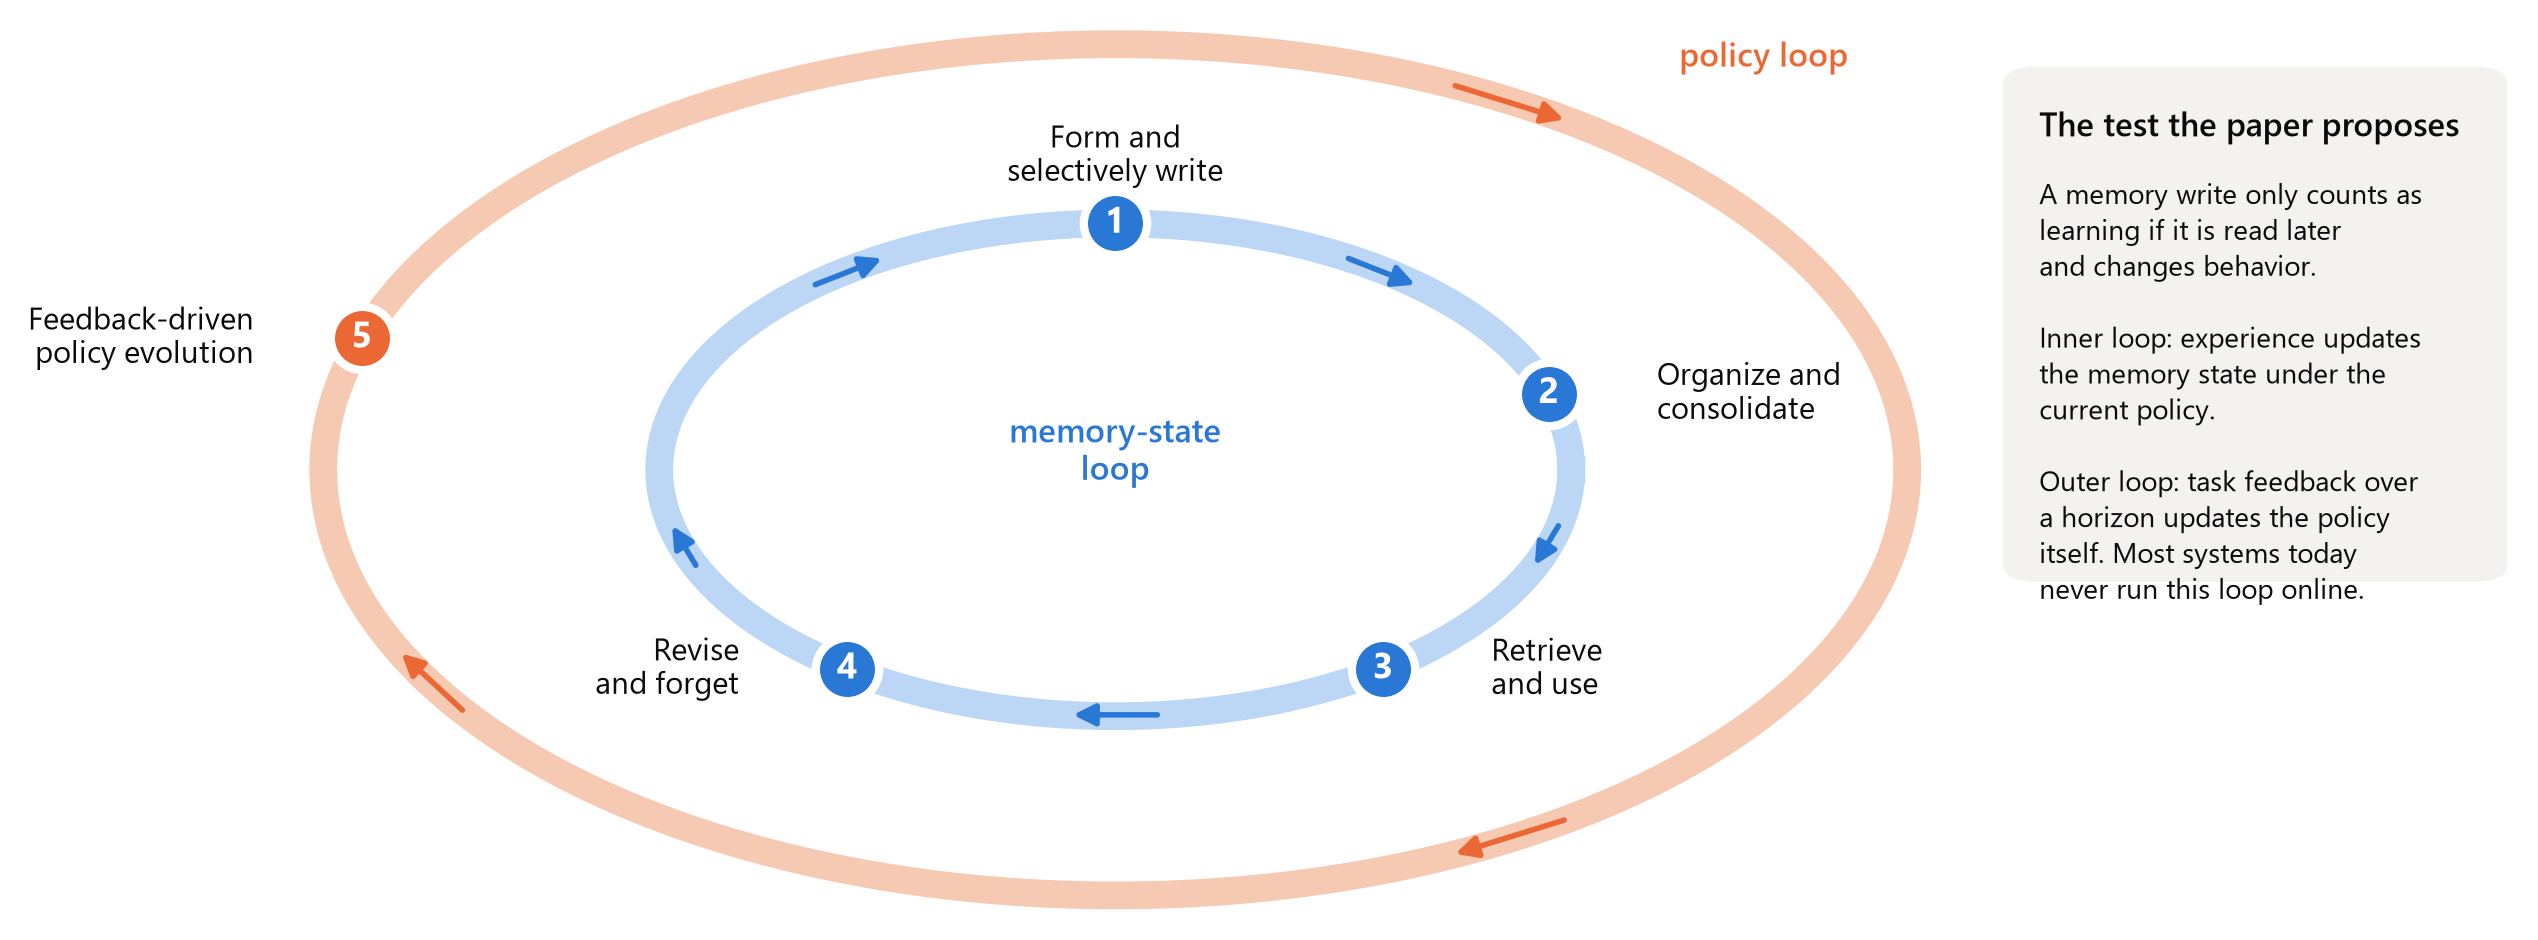 policy loop
Form and
selectively write
1
2
Organize and
consolidate
memory-state
loop
Feedback-driven
policy evolution
5
Revise
and forget
4
3
Retrieve
and use
The test the paper proposes
A memory write only counts as
learning if it is read later
and changes behavior.
Inner loop: experience updates
the memory state under the
current policy.
Outer loop: task feedback over
a horizon updates the policy
itself. Most systems today
never run this loop online.